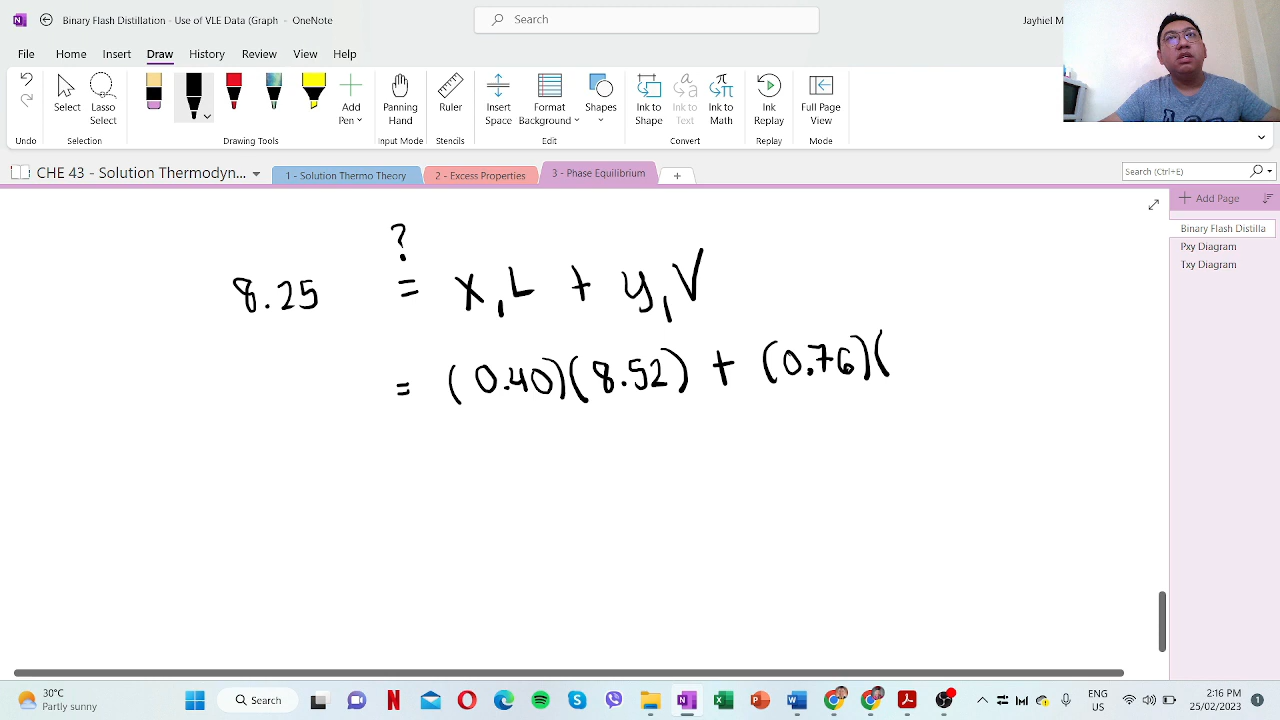 Binary Flash Distillation - Use of VLE Data (Graph - OneNote
Search
Jayhiel M
File Home Insert Draw History Review View Help
Undo
Select
Lasso Select
Add Pen
Panning Hand
Ruler
Insert Space
Format Background
Shapes
Ink to Shape
Ink to Text
Ink to Math
Ink Replay
Full Page View
Undo Selection Drawing Tools Input Mode Stencils Edit Convert Replay Mode
CHE 43 - Solution Thermodyn...
1 - Solution Thermo Theory
2 - Excess Properties
3 - Phase Equilibrium
+
Search (Ctrl+E)
Add Page
Binary Flash Distilla
Pxy Diagram
Txy Diagram
?
8.25 = x₁L + y₁V
= (0.40)(8.52) + (0.76)(
30°C
Parkr sunny
Search
ENG
US
2:16 PM
25/02/2023
1